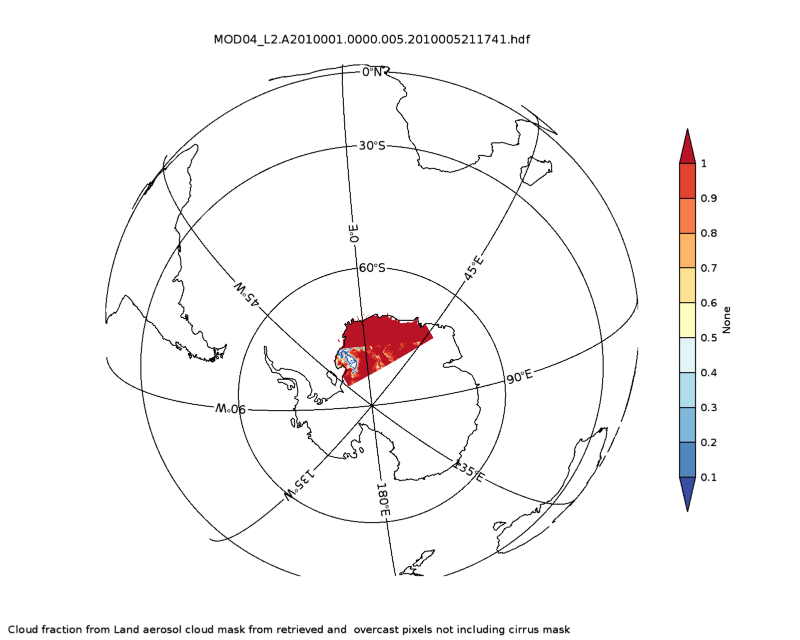 MOD04_L2.A2010001.0000.005.2010005211741.hdf
0°N
30°S
0°E
60°S
45°E
45°W
90°E
90°W
135°E
135°W
180°E
1
0.9
0.8
0.7
0.6
0.5
0.4
0.3
0.2
0.1
None
Cloud fraction from Land aerosol cloud mask from retrieved and  overcast pixels not including cirrus mask